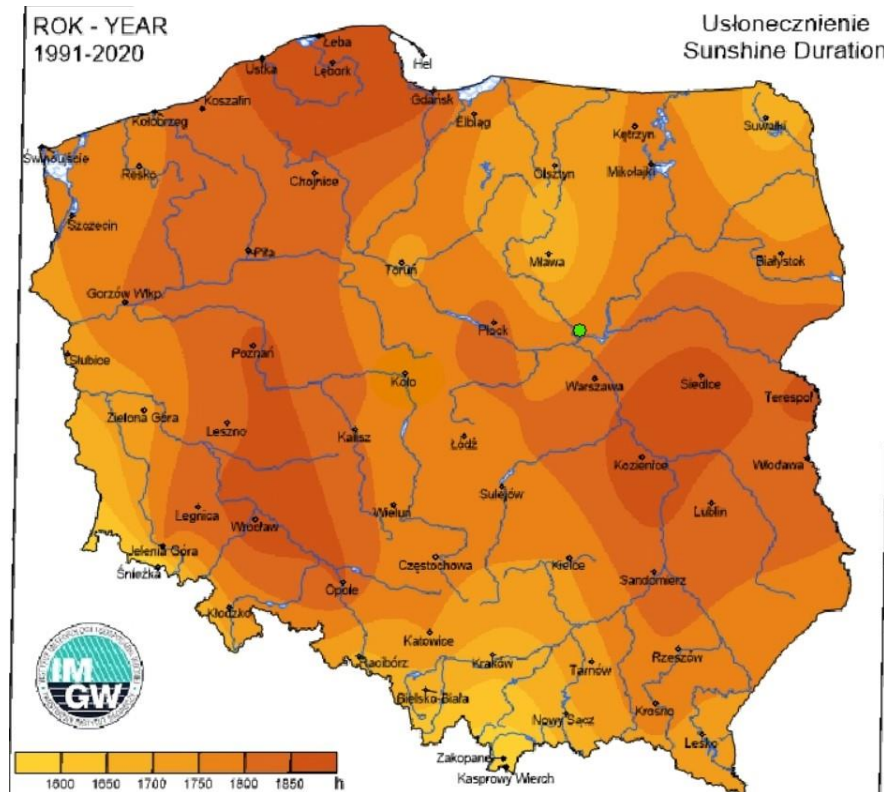 ROK - YEAR
1991-2020
Usłonecznienie
Sunshine Duration
Łeba
Hel
Ustka
Lębork
Gdańsk
Koszalin
Kołobrzeg
Elbląg
Suwałki
Kętrzyn
Świnoujście
Resko
Chojnice
Olsztyn
Mikołajki
Szczecin
Piła
Toruń
Mława
Białystok
Gorzów Wlkp.
Płock
Słubice
Poznań
Koło
Warszawa
Siedlce
Terespol
Zielona Góra
Leszno
Kalisz
Łódź
Kozienice
Włodawa
Sulejów
Legnica
Wrocław
Wieluń
Lublin
Jelenia Góra
Śnieżka
Częstochowa
Kielce
Opole
Sandomierz
Kłodzko
Katowice
Racibórz
Kraków
Tarnów
Rzeszów
Bielsko-Biała
Nowy Sącz
Krosno
Lesko
Zakopane
Kasprowy Wierch
IM
GW
1600 1650 1700 1750 1800 1850 h